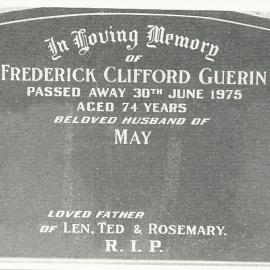 In Loving Memory
OF
FREDERICK CLIFFORD GUERIN
PASSED AWAY 30TH JUNE 1975
AGED 74 YEARS
BELOVED HUSBAND OF
MAY
LOVED FATHER
OF LEN, TED & ROSEMARY.
R. I. P.